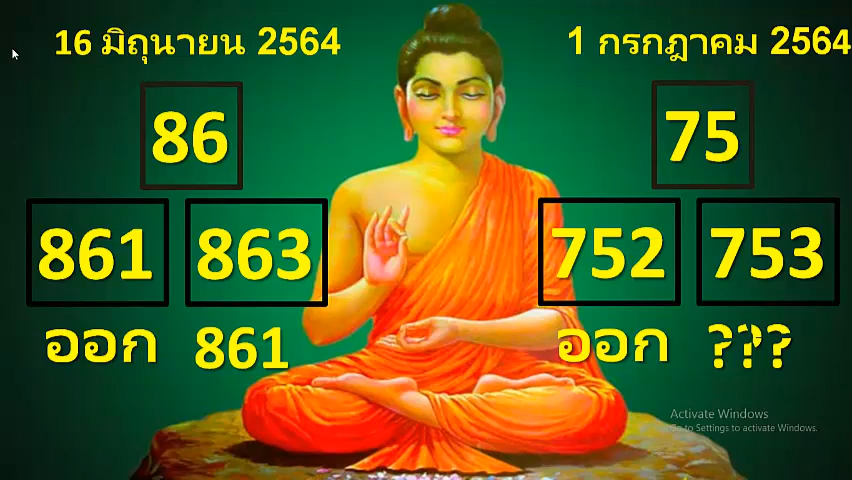 16 มิถุนายน 2564
86
861 863
ออก 861
1 กรกฎาคม 2564
75
752 753
ออก ???
Activate Windows
Go to Settings to activate Windows.